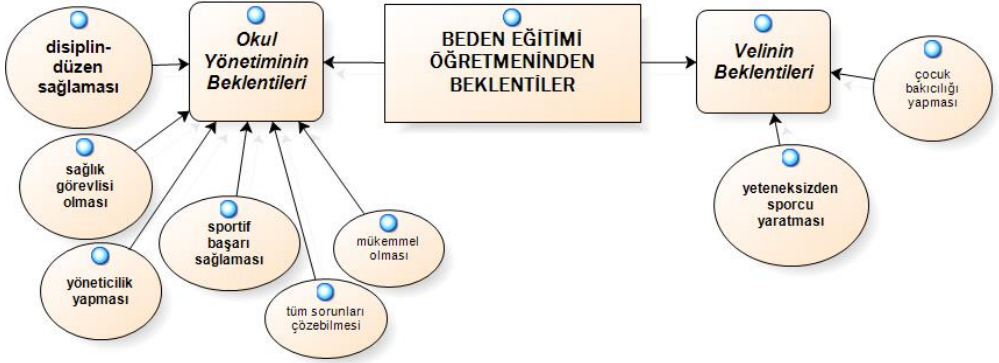 BEDEN EĞİTİMİ
ÖĞRETMENİNDEN
BEKLENTİLER
Okul
Yönetiminin
Beklentileri
disiplin-
düzen
sağlaması
sağlık
görevlisi
olması
yöneticilik
yapması
sportif
başarı
sağlaması
tüm sorunları
çözebilmesi
mükemmel
olması
Velinin
Beklentileri
çocuk
bakıcılığı
yapması
yeteneksizden
sporcu
yaratması